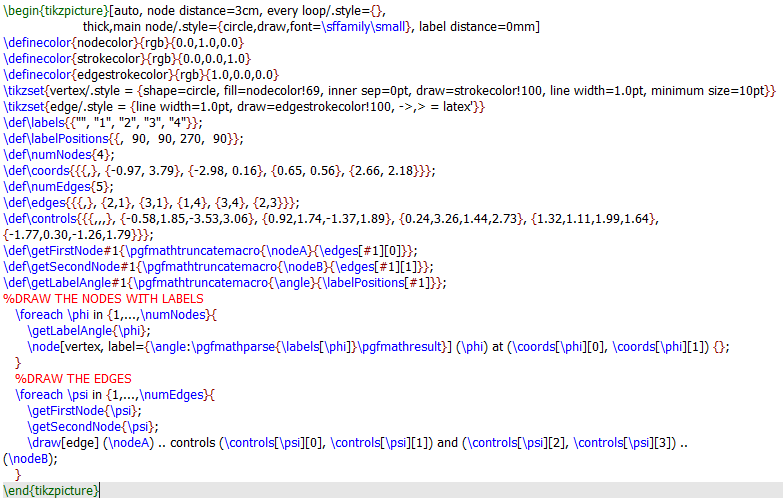 \begin{tikzpicture}[auto, node distance=3cm, every loop/.style={},
thick,main node/.style={circle,draw,font=\sffamily\small}, label distance=0mm]
\definecolor{nodecolor}{rgb}{0.0,1.0,0.0}
\definecolor{strokecolor}{rgb}{0.0,0.0,1.0}
\definecolor{edgestrokecolor}{rgb}{1.0,0.0,0.0}
\tikzset{vertex/.style = {shape=circle, fill=nodecolor!69, inner sep=0pt, draw=strokecolor!100, line width=1.0pt, minimum size=10pt}}
\tikzset{edge/.style = {line width=1.0pt, draw=edgestrokecolor!100, ->,> = latex'}}
\def\labels{{"", "1", "2", "3", "4"}};
\def\labelPositions{{,  90,  90, 270,  90}};
\def\numNodes{4};
\def\coords{{{,}, {-0.97, 3.79}, {-2.98, 0.16}, {0.65, 0.56}, {2.66, 2.18}}};
\def\numEdges{5};
\def\edges{{{,}, {2,1}, {3,1}, {1,4}, {3,4}, {2,3}}};
\def\controls{{{,,,}, {-0.58,1.85,-3.53,3.06}, {0.92,1.74,-1.37,1.89}, {0.24,3.26,1.44,2.73}, {1.32,1.11,1.99,1.64},
{-1.77,0.30,-1.26,1.79}}};
\def\getFirstNode#1{\pgfmathtruncatemacro{\nodeA}{\edges[#1][0]}};
\def\getSecondNode#1{\pgfmathtruncatemacro{\nodeB}{\edges[#1][1]}};
\def\getLabelAngle#1{\pgfmathtruncatemacro{\angle}{\labelPositions[#1]}};
%DRAW THE NODES WITH LABELS
\foreach \phi in {1,...,\numNodes}{
\getLabelAngle{\phi};
\node[vertex, label={\angle:\pgfmathparse{\labels[\phi]}\pgfmathresult}] (\phi) at (\coords[\phi][0], \coords[\phi][1]) {};
}
%DRAW THE EDGES
\foreach \psi in {1,...,\numEdges}{
\getFirstNode{\psi};
\getSecondNode{\psi};
\draw[edge] (\nodeA) .. controls (\controls[\psi][0], \controls[\psi][1]) and (\controls[\psi][2], \controls[\psi][3]) ..
(\nodeB);
}
\end{tikzpicture}